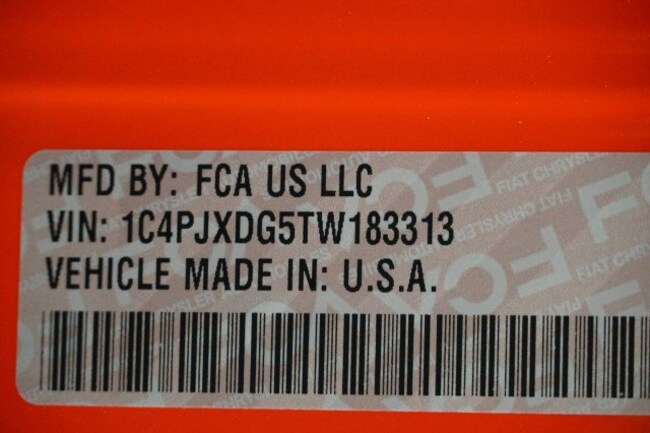 MFD BY: FCA US LLC
VIN: 1C4PJXDG5TW183313
VEHICLE MADE IN: U.S.A.